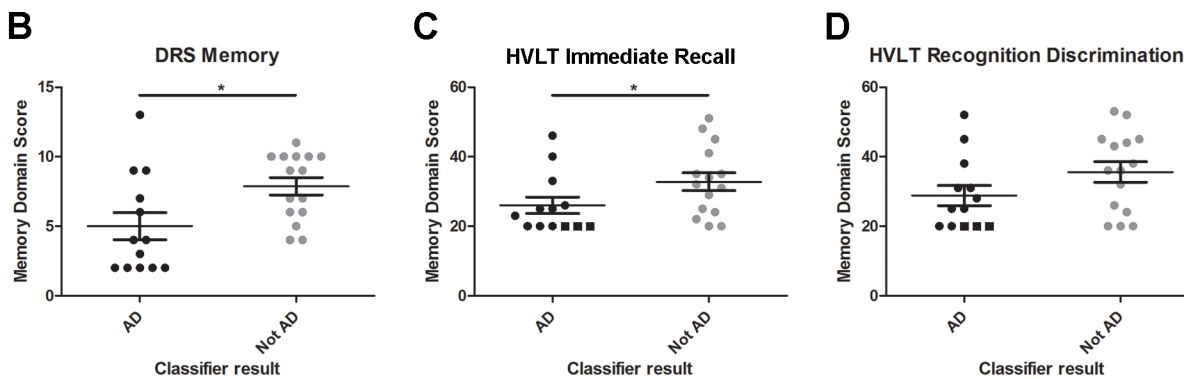 B
DRS Memory
*
Memory Domain Score
15
10
5
0
AD
Not AD
Classifier result
C
HVLT Immediate Recall
*
Memory Domain Score
60
40
20
0
AD
Not AD
Classifier result
D
HVLT Recognition Discrimination
Memory Domain Score
60
40
20
0
AD
Not AD
Classifier result